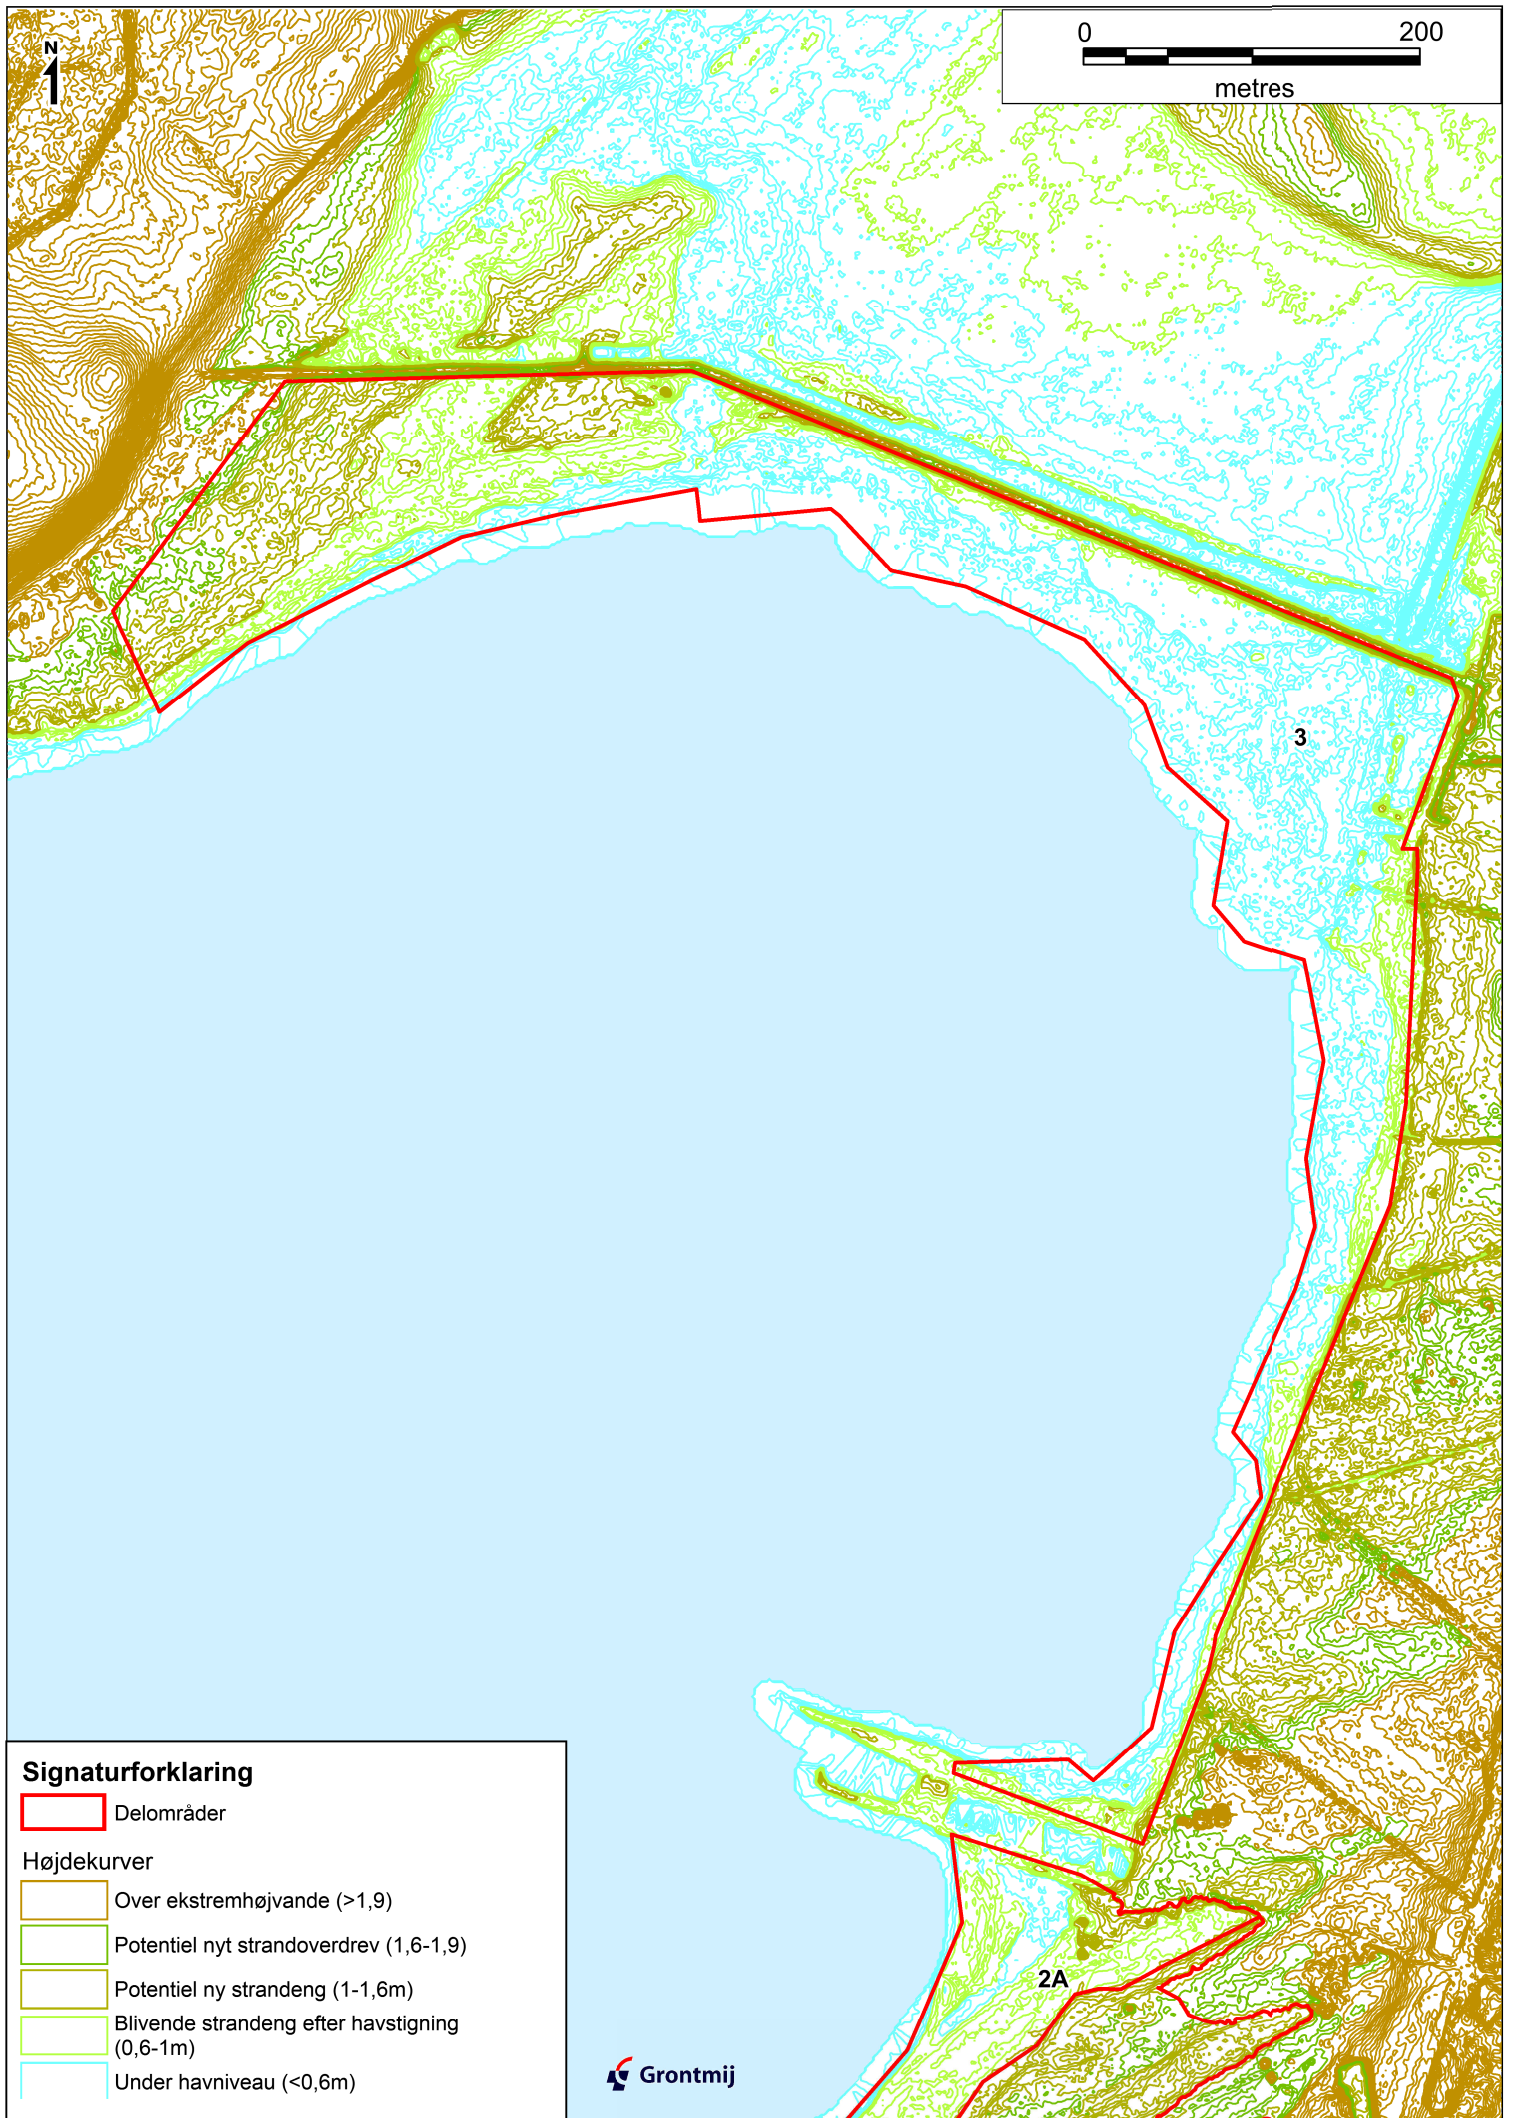 N
0 200
metres
3
2A
Signaturforklaring
Delområder
Højdekurver
Over ekstremhøjvande (>1,9)
Potentiel nyt strandoverdrev (1,6-1,9)
Potentiel ny strandeng (1-1,6m)
Blivende strandeng efter havstigning
(0,6-1m)
Under havniveau (<0,6m)
Grontmij